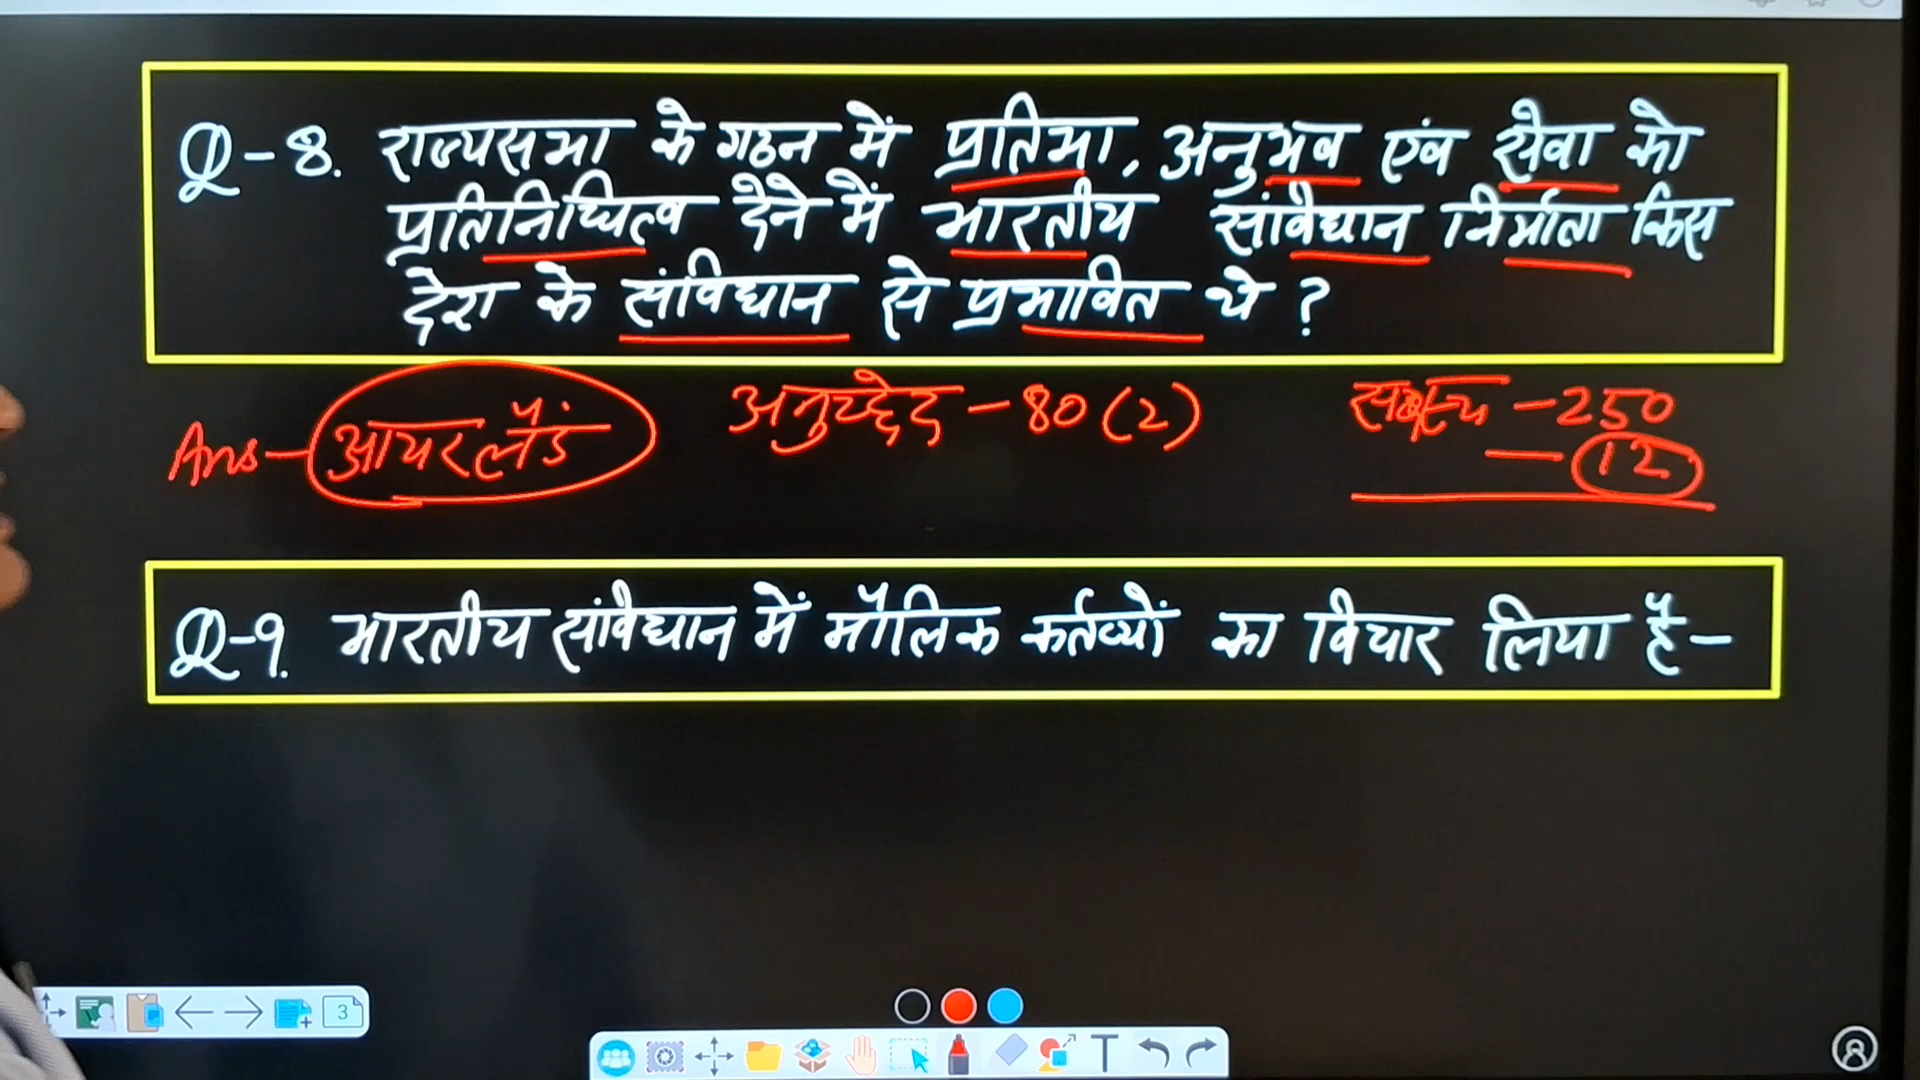 Q-8. राज्यसभा के गठन में प्रतिभा, अनुभव एवं सेवा को
प्रतिनिधित्व देने में भारतीय संविधान निर्माता किस
देश के संविधान से प्रभावित थे ?
Ans- आयरलैंड अनुच्छेद - 80 (2) सदस्य - 250
— 12
Q-9. भारतीय संविधान में मौलिक कर्तव्यों का विचार लिया है-
3